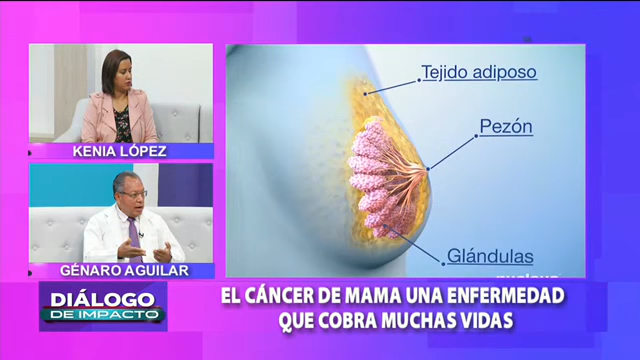 Tejido adiposo
Pezón
Glándulas
KENIA LÓPEZ
GÉNARO AGUILAR
DIÁLOGO
DE IMPACTO
EL CÁNCER DE MAMA UNA ENFERMEDAD
QUE COBRA MUCHAS VIDAS